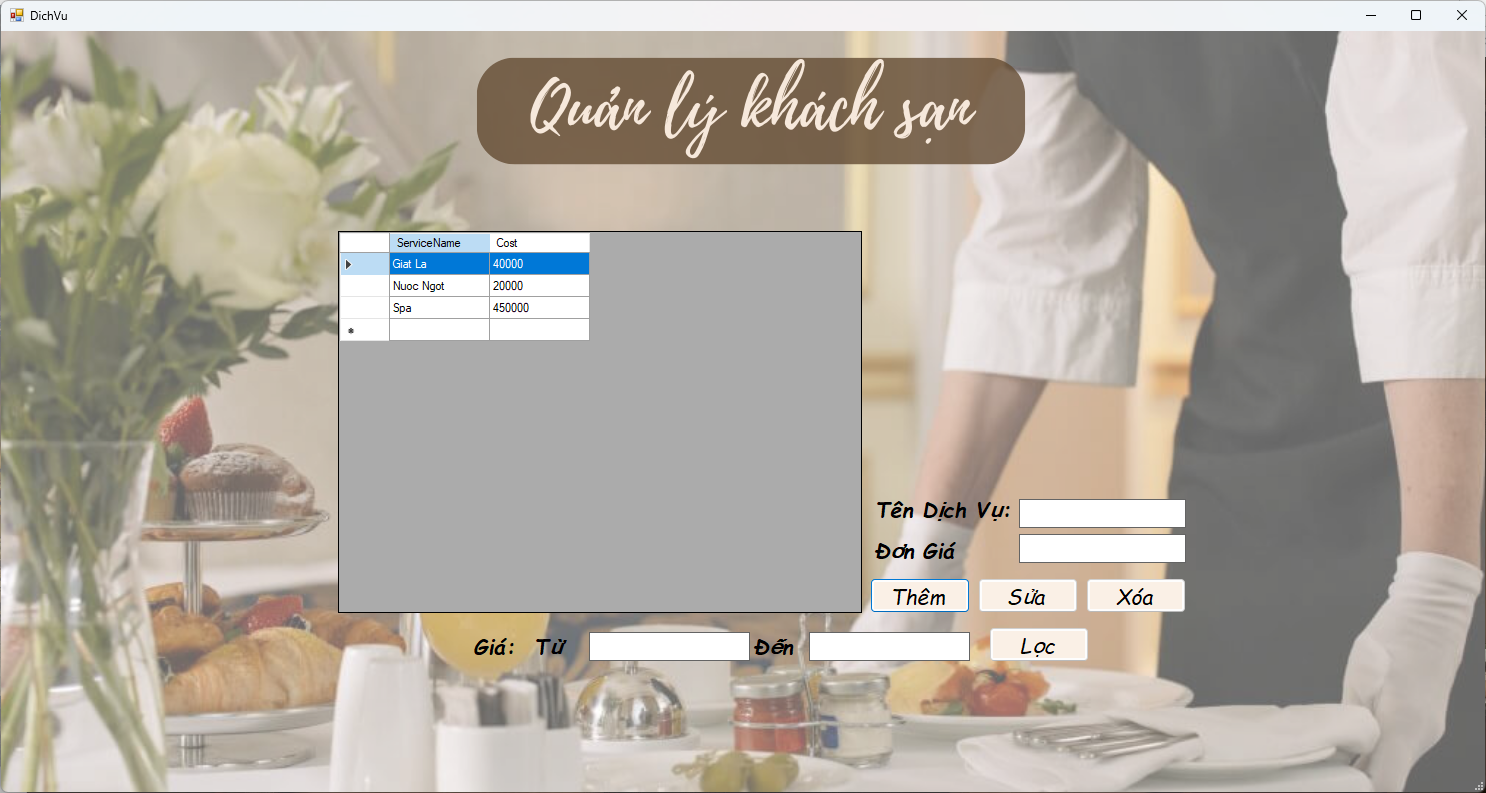 DichVu
Quản lý khách sạn
ServiceName Cost
Giat La 40000
Nuoc Ngot 20000
Spa 450000
Tên Dịch Vụ:
Đơn Giá
Thêm Sửa Xóa
Giá: Từ Đến Lọc